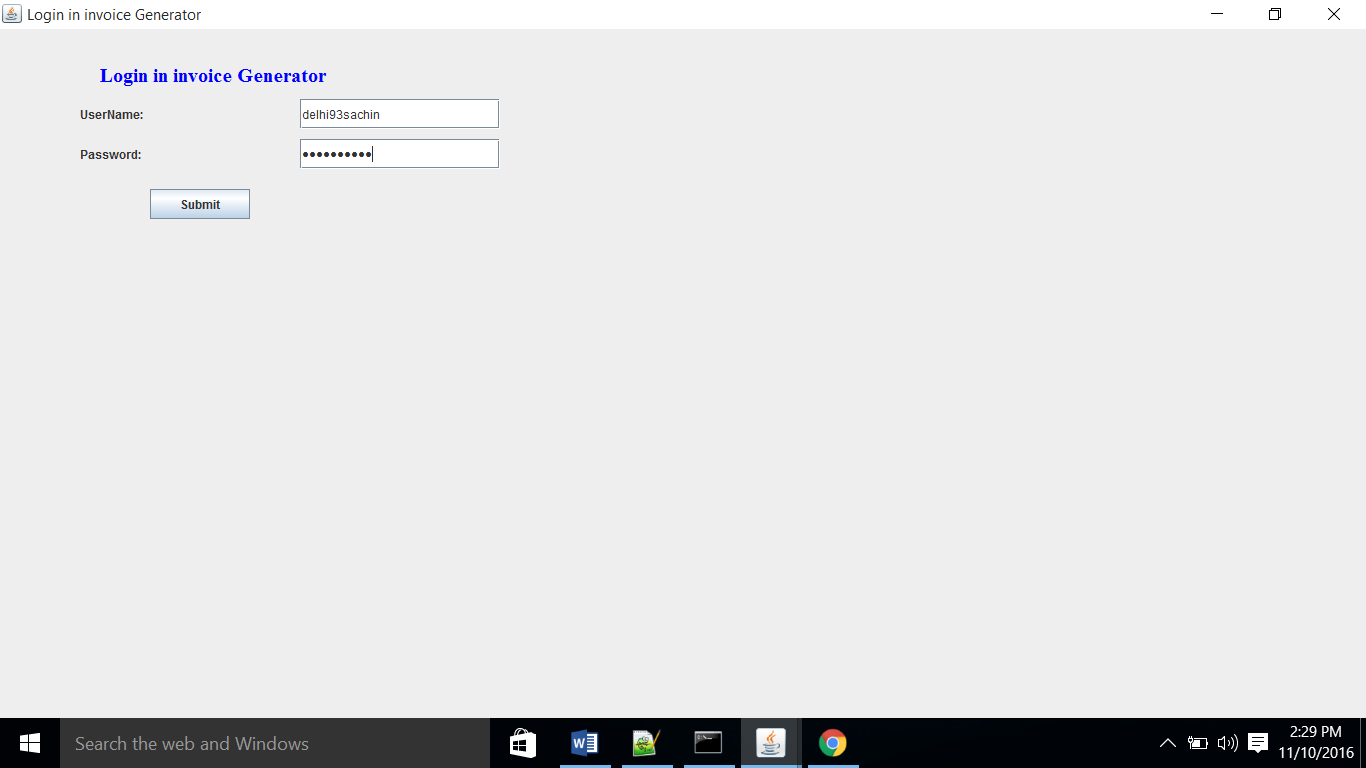 Login in invoice Generator
Login in invoice Generator
UserName:
delhi93sachin
Password:
••••••••••
Submit
Search the web and Windows
2:29 PM
11/10/2016